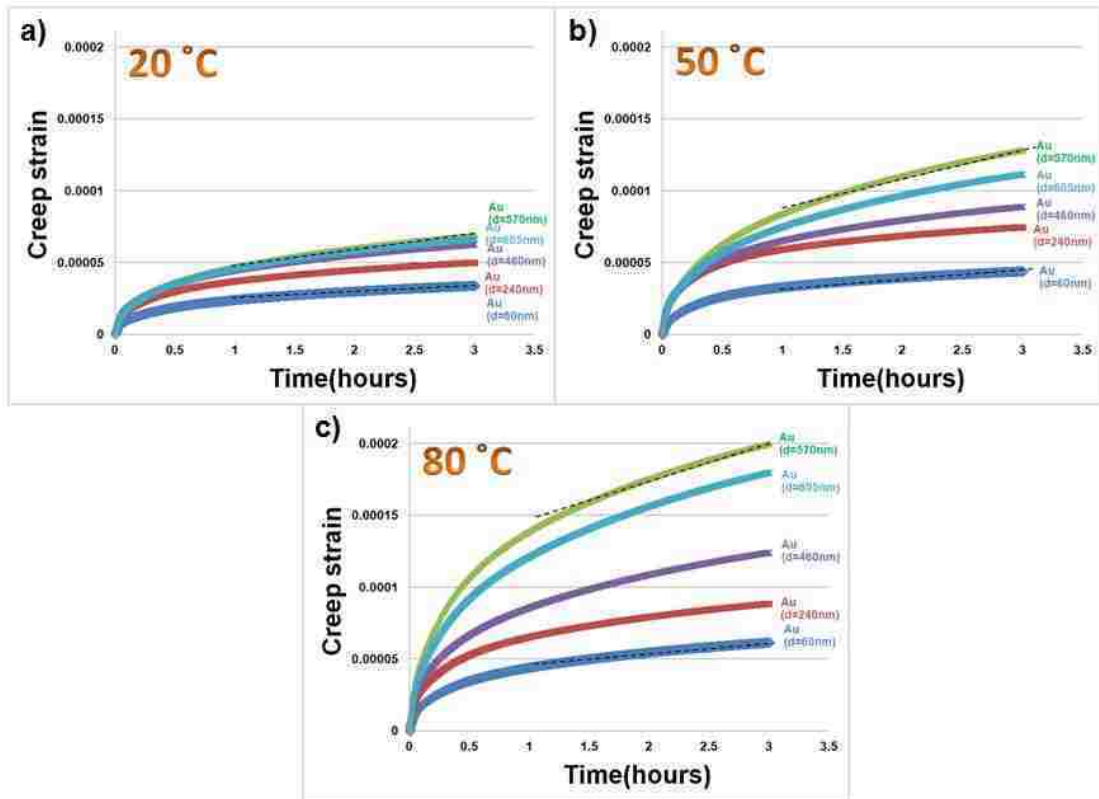 a)
20 °C
Creep strain
0.0002
0.00015
0.0001
0.00005
0
0 0.5 1 1.5 2 2.5 3 3.5
Time(hours)
Au
(d=570nm)
Au
(d=605nm)
Au
(d=460nm)
Au
(d=240nm)
Au
(d=60nm)
b)
50 °C
Creep strain
0.0002
0.00015
0.0001
0.00005
0
0 0.5 1 1.5 2 2.5 3 3.5
Time(hours)
Au
(d=570nm)
Au
(d=605nm)
Au
(d=460nm)
Au
(d=240nm)
Au
(d=60nm)
c)
80 °C
Creep strain
0.0002
0.00015
0.0001
0.00005
0
0 0.5 1 1.5 2 2.5 3 3.5
Time(hours)
Au
(d=570nm)
Au
(d=605nm)
Au
(d=460nm)
Au
(d=240nm)
Au
(d=60nm)